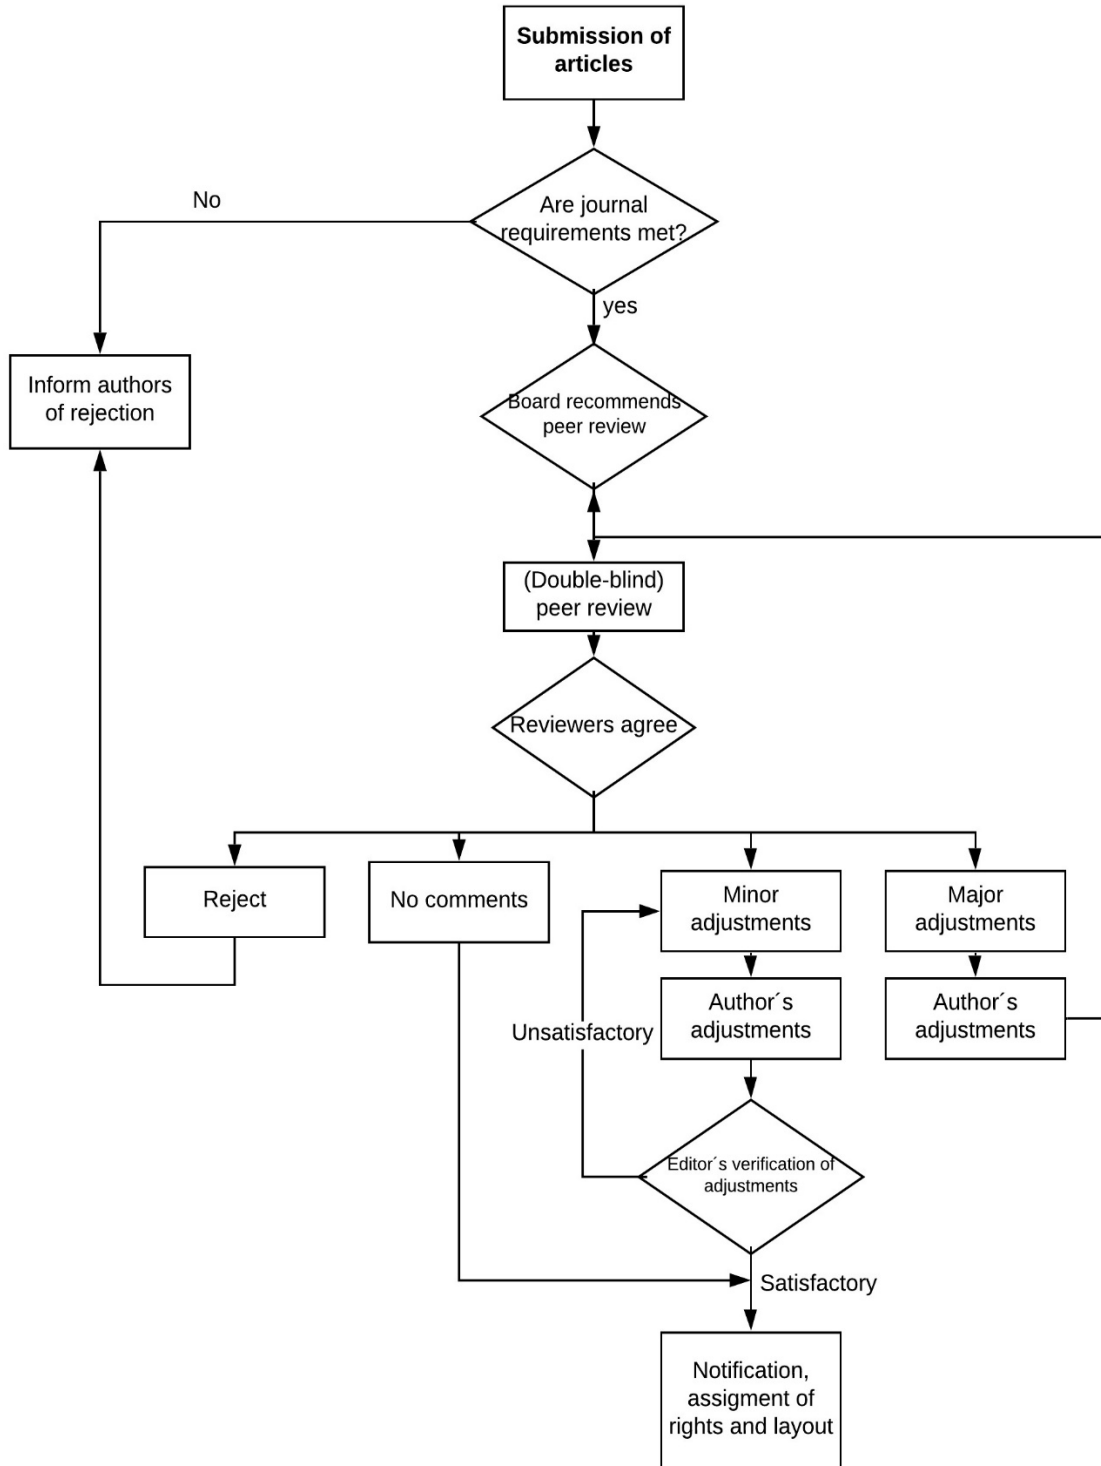 Submission of
articles
No
Are journal
requirements met?
yes
Inform authors
of rejection
Board recommends
peer review
(Double-blind)
peer review
Reviewers agree
Reject
No comments
Minor
adjustments
Major
adjustments
Author´s
adjustments
Author´s
adjustments
Unsatisfactory
Editor´s verification of
adjustments
Satisfactory
Notification,
assigment of
rights and layout